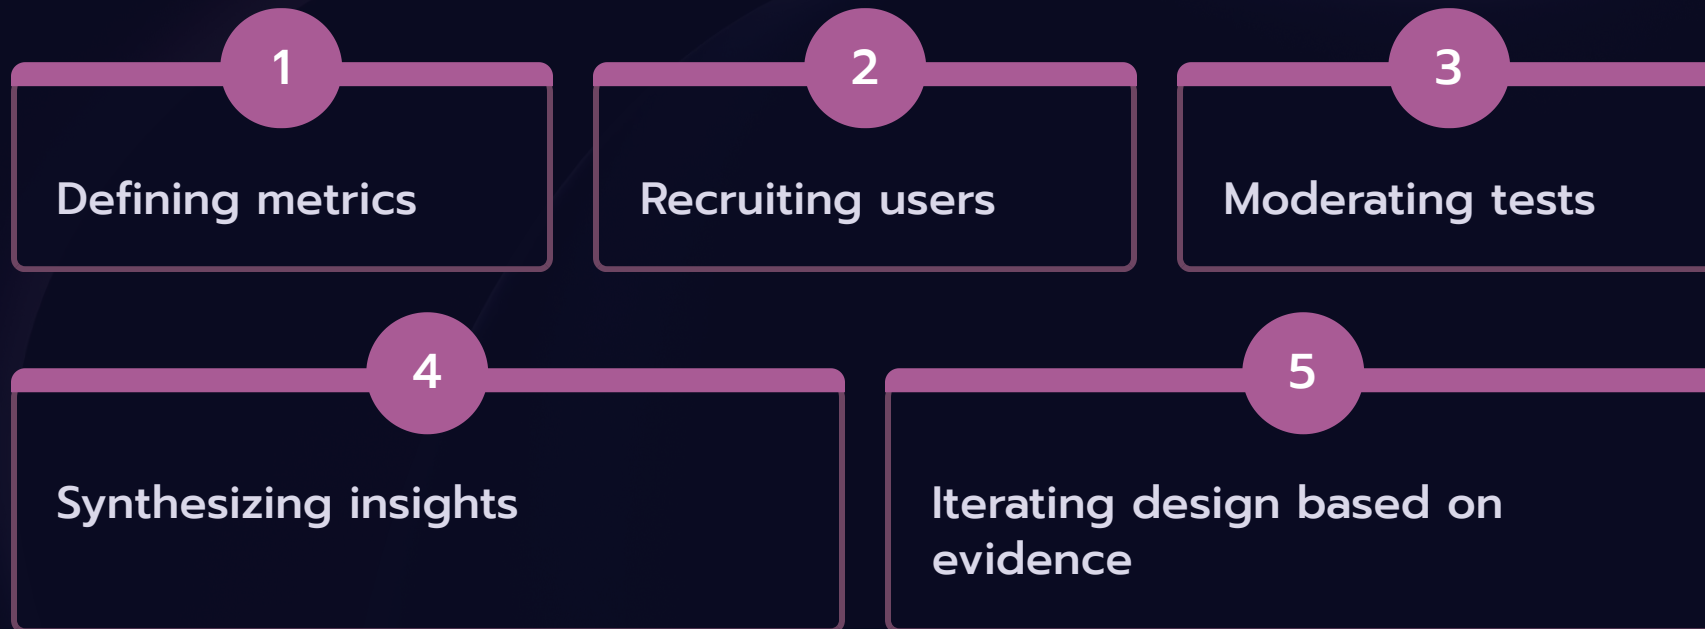 1
Defining metrics
2
Recruiting users
3
Moderating tests
4
Synthesizing insights
5
Iterating design based on
evidence